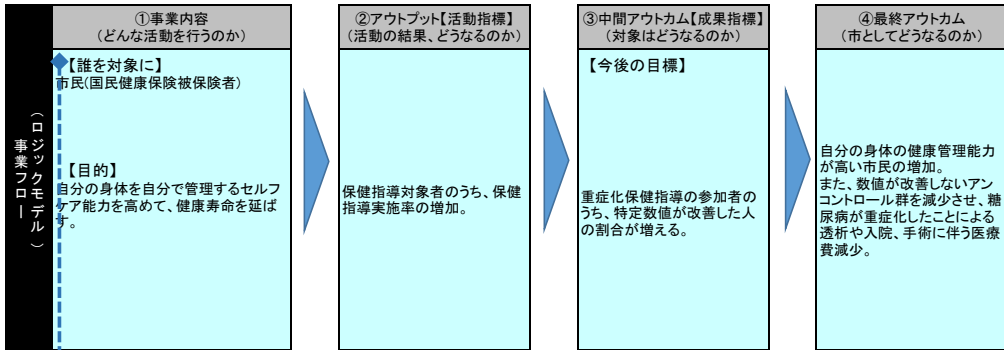 事業フロー
（ロジックモデル）
①事業内容
（どんな活動を行うのか）
【誰を対象に】
市民(国民健康保険被保険者)
【目的】
自分の身体を自分で管理するセルフ
ケア能力を高めて、健康寿命を延ば
す。
②アウトプット【活動指標】
（活動の結果、どうなるのか）
保健指導対象者のうち、保健
指導実施率の増加。
③中間アウトカム【成果指標】
（対象はどうなるのか）
【今後の目標】
重症化保健指導の参加者の
うち、特定数値が改善した人
の割合が増える。
④最終アウトカム
（市としてどうなるのか）
自分の身体の健康管理能力
が高い市民の増加。
また、数値が改善しないアン
コントロール群を減少させ、糖
尿病が重症化したことによる
透析や入院、手術に伴う医療
費減少。